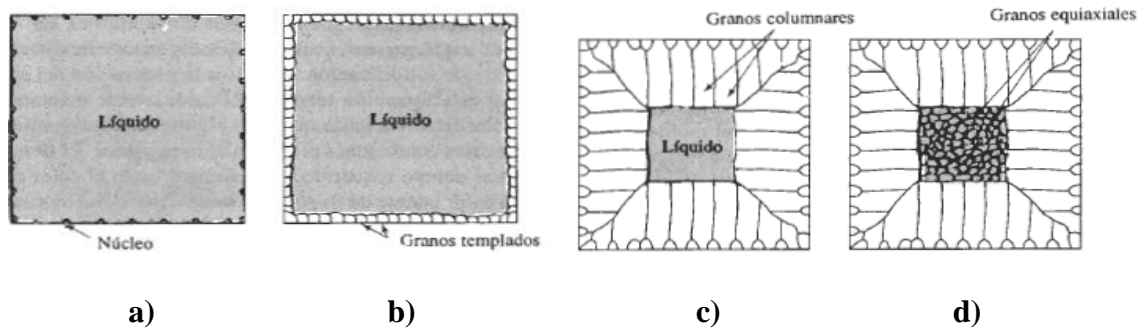 Líquido
Núcleo
a)
Líquido
Granos templados
b)
Granos columnares
Líquido
c)
Granos equiaxiales
d)